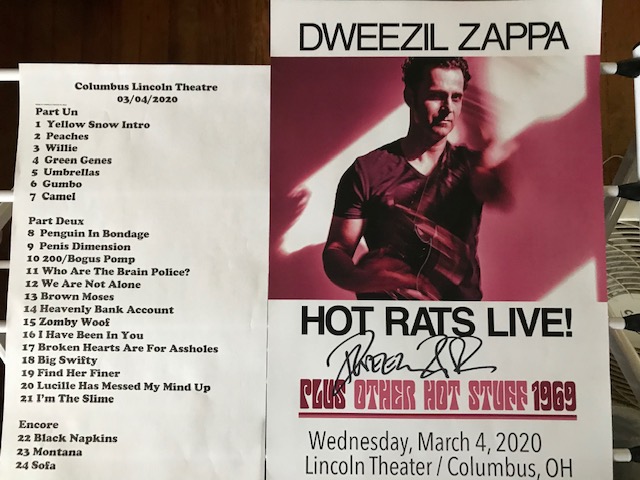 Columbus Lincoln Theatre
03/04/2020
Part Un
1 Yellow Snow Intro
2 Peaches
3 Willie
4 Green Genes
5 Umbrellas
6 Gumbo
7 Camel
Part Deux
8 Penguin In Bondage
9 Penis Dimension
10 200/Bogus Pomp
11 Who Are The Brain Police?
12 We Are Not Alone
13 Brown Moses
14 Heavenly Bank Account
15 Zomby Woof
16 I Have Been In You
17 Broken Hearts Are For Assholes
18 Big Swifty
19 Find Her Finer
20 Lucille Has Messed My Mind Up
21 I'm The Slime
Encore
22 Black Napkins
23 Montana
24 Sofa
DWEEZIL ZAPPA
HOT RATS LIVE!
PLUS OTHER HOT STUFF 1969
Wednesday, March 4, 2020
Lincoln Theater / Columbus, OH